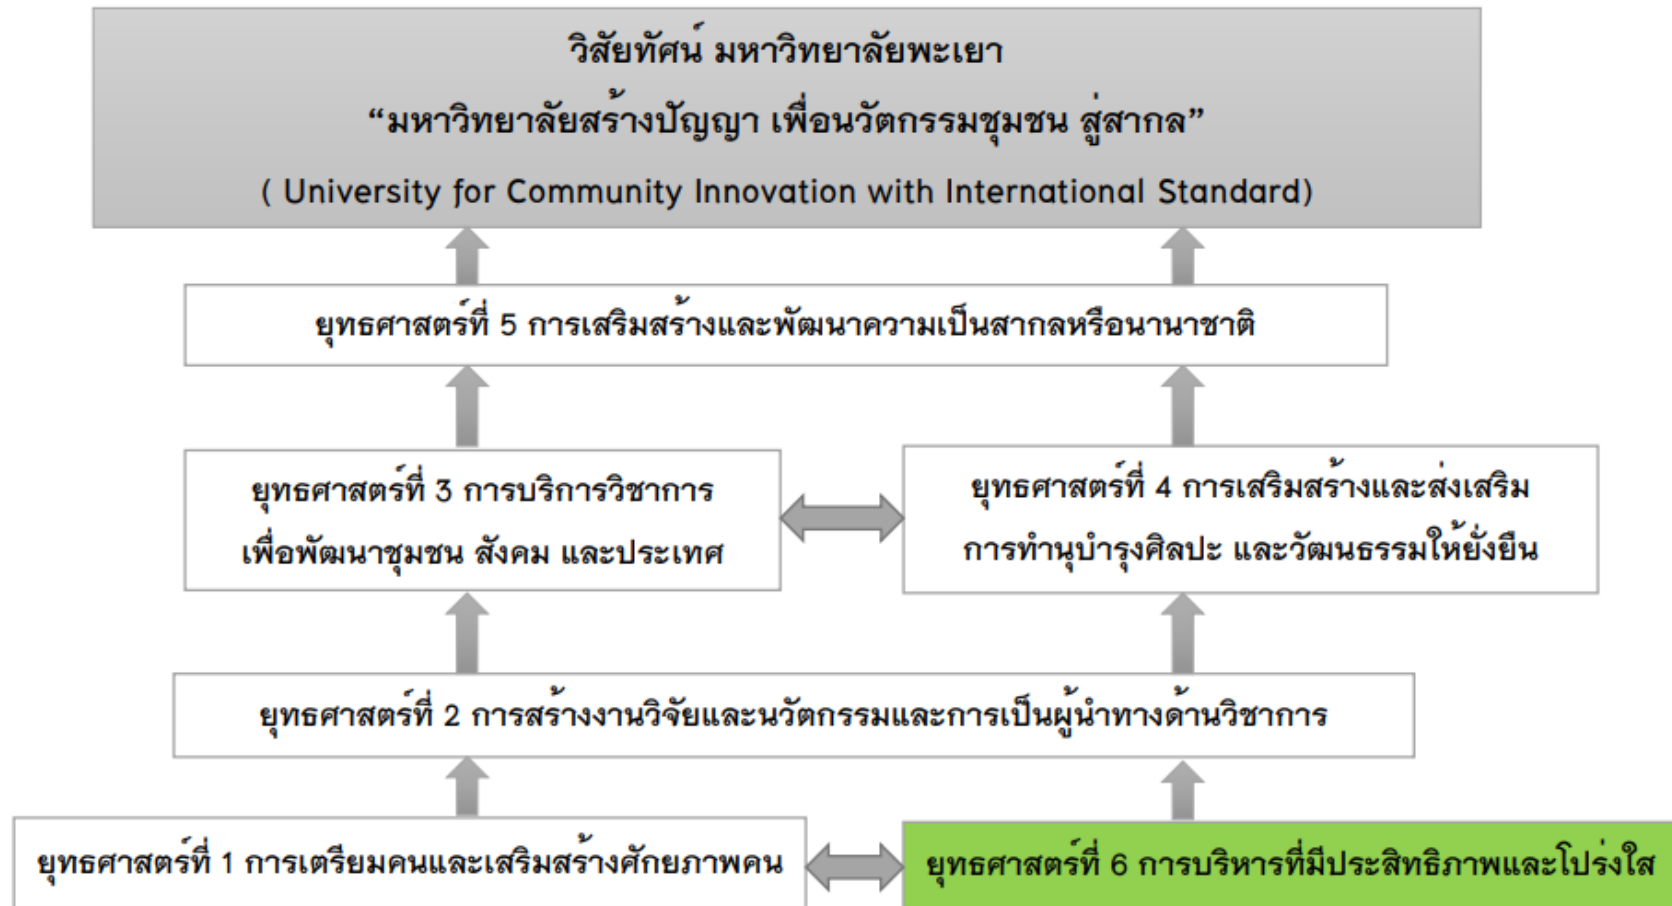 วิสัยทัศน์ มหาวิทยาลัยพะเยา
“มหาวิทยาลัยสร้างปัญญา เพื่อนวัตกรรมชุมชน สู่สากล”
( University for Community Innovation with International Standard)
ยุทธศาสตร์ที่ 5 การเสริมสร้างและพัฒนาความเป็นสากลหรือนานาชาติ
ยุทธศาสตร์ที่ 3 การบริการวิชาการ
เพื่อพัฒนาชุมชน สังคม และประเทศ
ยุทธศาสตร์ที่ 4 การเสริมสร้างและส่งเสริม
การทำนุบำรุงศิลปะ และวัฒนธรรมให้ยั่งยืน
ยุทธศาสตร์ที่ 2 การสร้างงานวิจัยและนวัตกรรมและการเป็นผู้นำทางด้านวิชาการ
ยุทธศาสตร์ที่ 1 การเตรียมคนและเสริมสร้างศักยภาพคน
ยุทธศาสตร์ที่ 6 การบริหารที่มีประสิทธิภาพและโปร่งใส